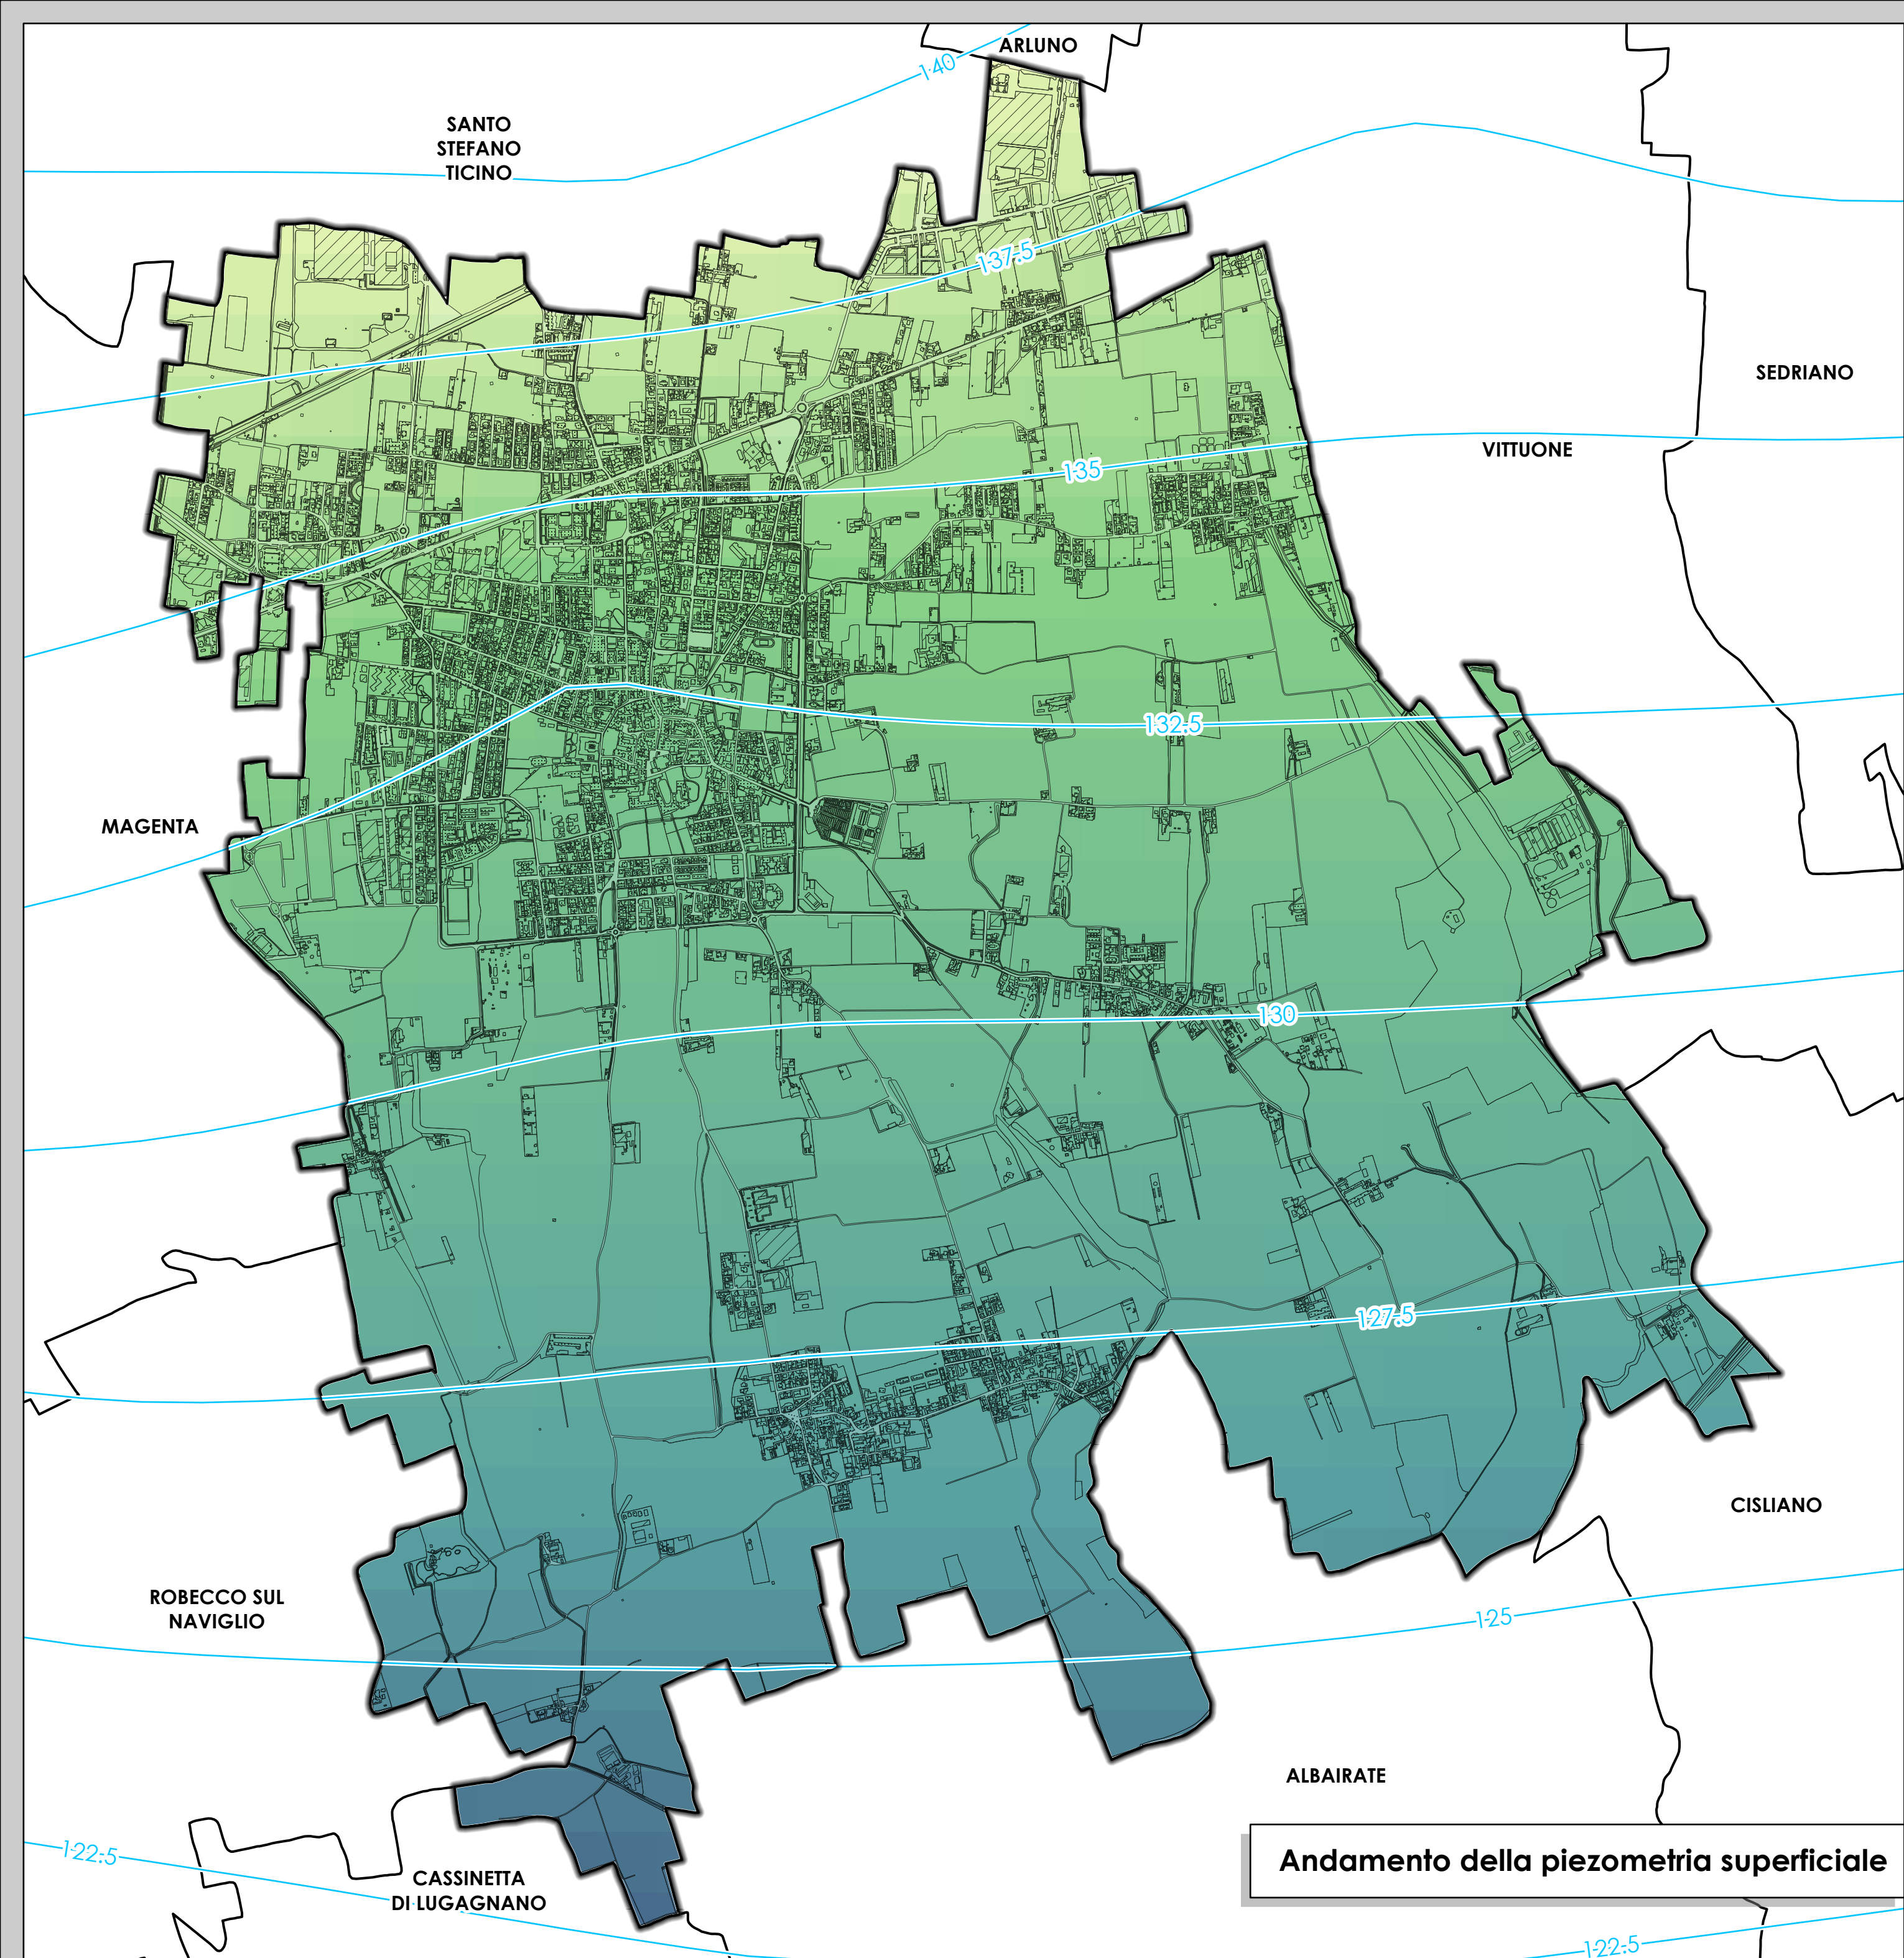 ARLUNO
140
SANTO
STEFANO
TICINO
137.5
SEDRIANO
VITTUONE
135
132.5
MAGENTA
130
127.5
CISLIANO
ROBECCO SUL
NAVIGLIO
125
ALBAIRATE
122.5
Andamento della piezometria superficiale
CASSINETTA
DI LUGAGNANO
122.5